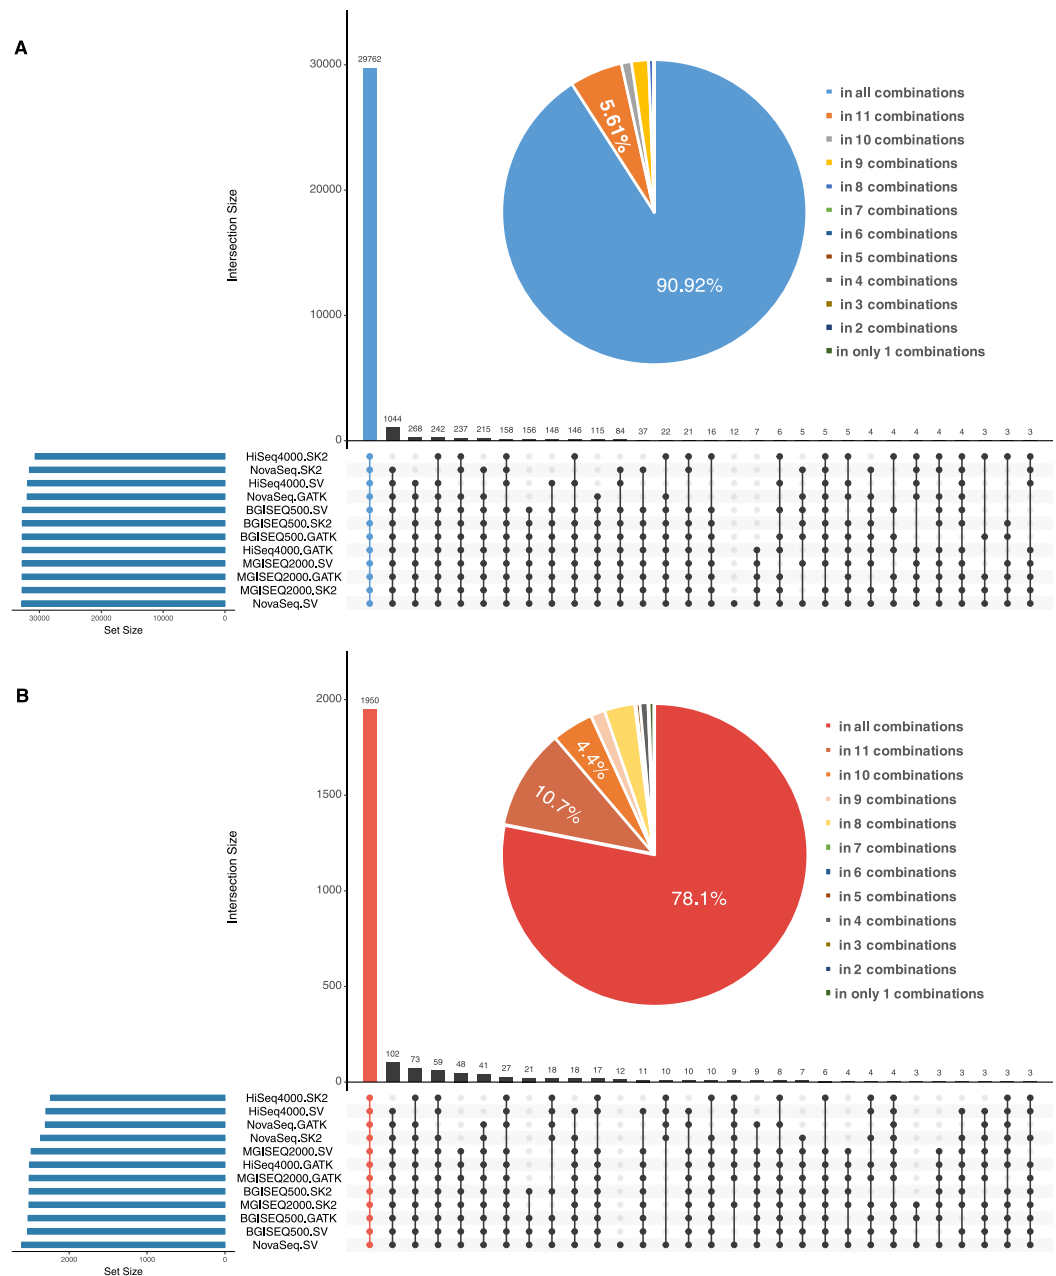 A
Intersection Size
30000
20000
10000
0
29762
1044 268 242 237 215 158 156 148 146 115 84 37 22 21 16 12 7 6 5 5 5 4 4 4 4 4 3 3 3
5.61%
90.92%
in all combinations
in 11 combinations
in 10 combinations
in 9 combinations
in 8 combinations
in 7 combinations
in 6 combinations
in 5 combinations
in 4 combinations
in 3 combinations
in 2 combinations
in only 1 combinations
HiSeq4000.SK2
NovaSeq.SK2
HiSeq4000.SV
NovaSeq.GATK
BGISEQ500.SV
BGISEQ500.SK2
BGISEQ500.GATK
HiSeq4000.GATK
MGISEQ2000.SV
MGISEQ2000.GATK
MGISEQ2000.SK2
NovaSeq.SV
30000 20000 10000 0
Set Size
B
Intersection Size
2000
1500
1000
500
0
1950
102 73 59 48 41 27 21 18 18 17 12 11 10 10 10 9 9 8 7 6 4 4 4 3 3 3 3 3 3
4.4%
10.7%
78.1%
in all combinations
in 11 combinations
in 10 combinations
in 9 combinations
in 8 combinations
in 7 combinations
in 6 combinations
in 5 combinations
in 4 combinations
in 3 combinations
in 2 combinations
in only 1 combinations
HiSeq4000.SK2
HiSeq4000.SV
NovaSeq.GATK
NovaSeq.SK2
MGISEQ2000.SV
HiSeq4000.GATK
MGISEQ2000.GATK
BGISEQ500.SK2
MGISEQ2000.SK2
BGISEQ500.GATK
BGISEQ500.SV
NovaSeq.SV
2000 1000 0
Set Size